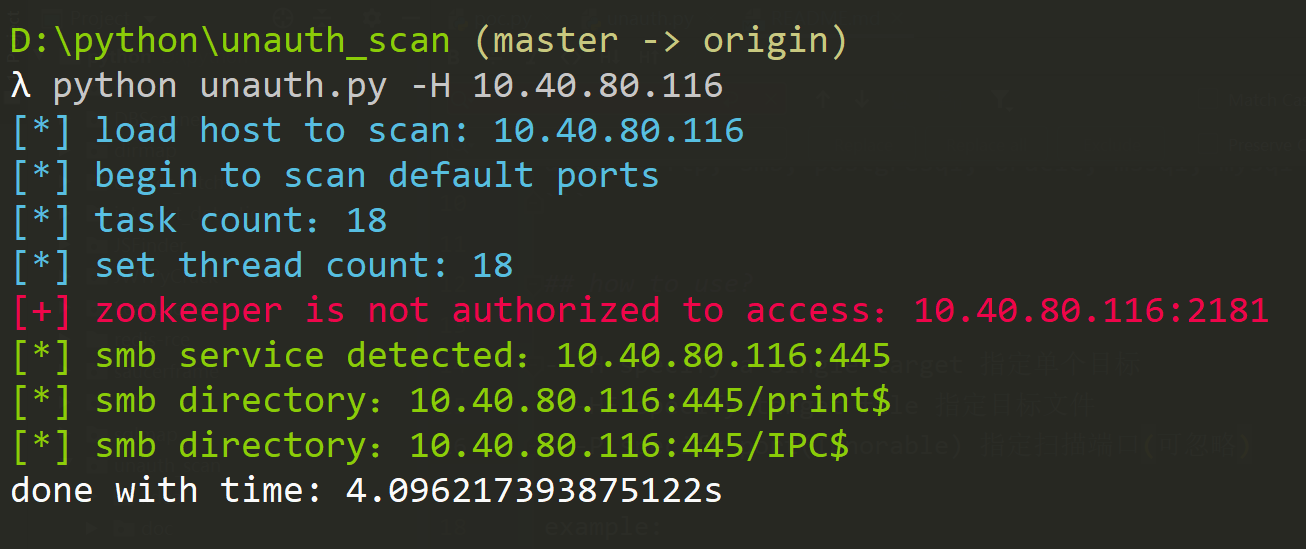 D:\python\unauth_scan (master -> origin)
λ python unauth.py -H 10.40.80.116
[*] load host to scan: 10.40.80.116
[*] begin to scan default ports
[*] task count：18
[*] set thread count: 18
[+] zookeeper is not authorized to access：10.40.80.116:2181
[*] smb service detected：10.40.80.116:445
[*] smb directory：10.40.80.116:445/print$
[*] smb directory：10.40.80.116:445/IPC$
done with time: 4.096217393875122s
example: